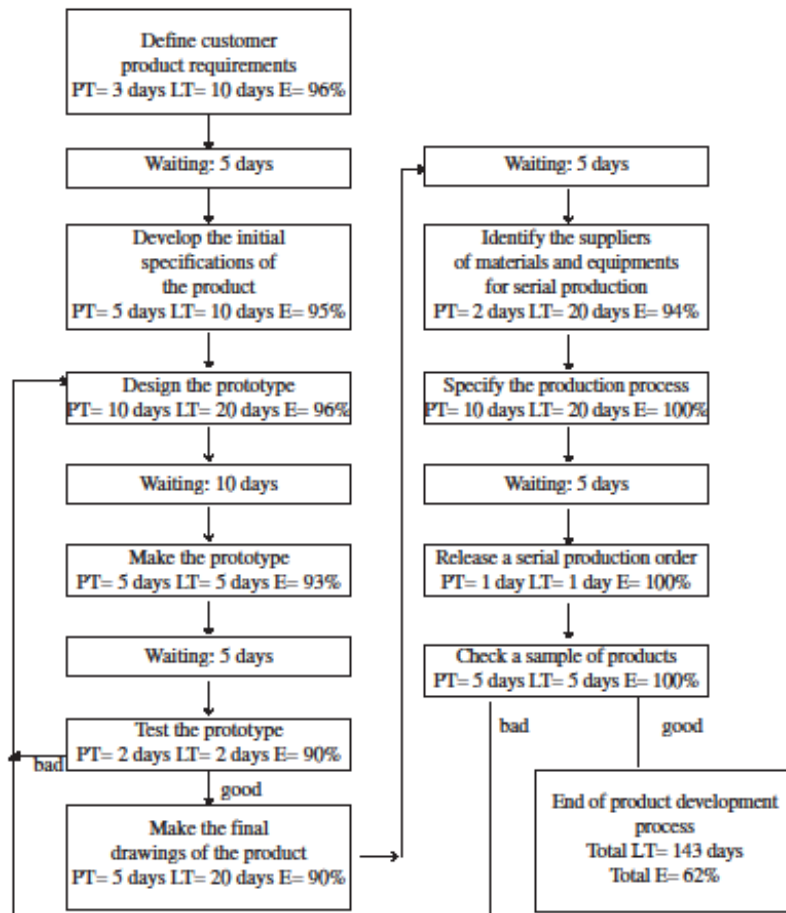 Define customer
product requirements
PT= 3 days LT= 10 days E= 96%
Waiting: 5 days
Develop the initial
specifications of
the product
PT= 5 days LT= 10 days E= 95%
Design the prototype
PT= 10 days LT= 20 days E= 96%
Waiting: 10 days
Make the prototype
PT= 5 days LT= 5 days E= 93%
Waiting: 5 days
Test the prototype
PT= 2 days LT= 2 days E= 90%
bad
good
Make the final
drawings of the product
PT= 5 days LT= 20 days E= 90%
Waiting: 5 days
Identify the suppliers
of materials and equipments
for serial production
PT= 2 days LT= 20 days E= 94%
Specify the production process
PT= 10 days LT= 20 days E= 100%
Waiting: 5 days
Release a serial production order
PT= 1 day LT= 1 day E= 100%
Check a sample of products
PT= 5 days LT= 5 days E= 100%
bad
good
End of product development
process
Total LT= 143 days
Total E= 62%